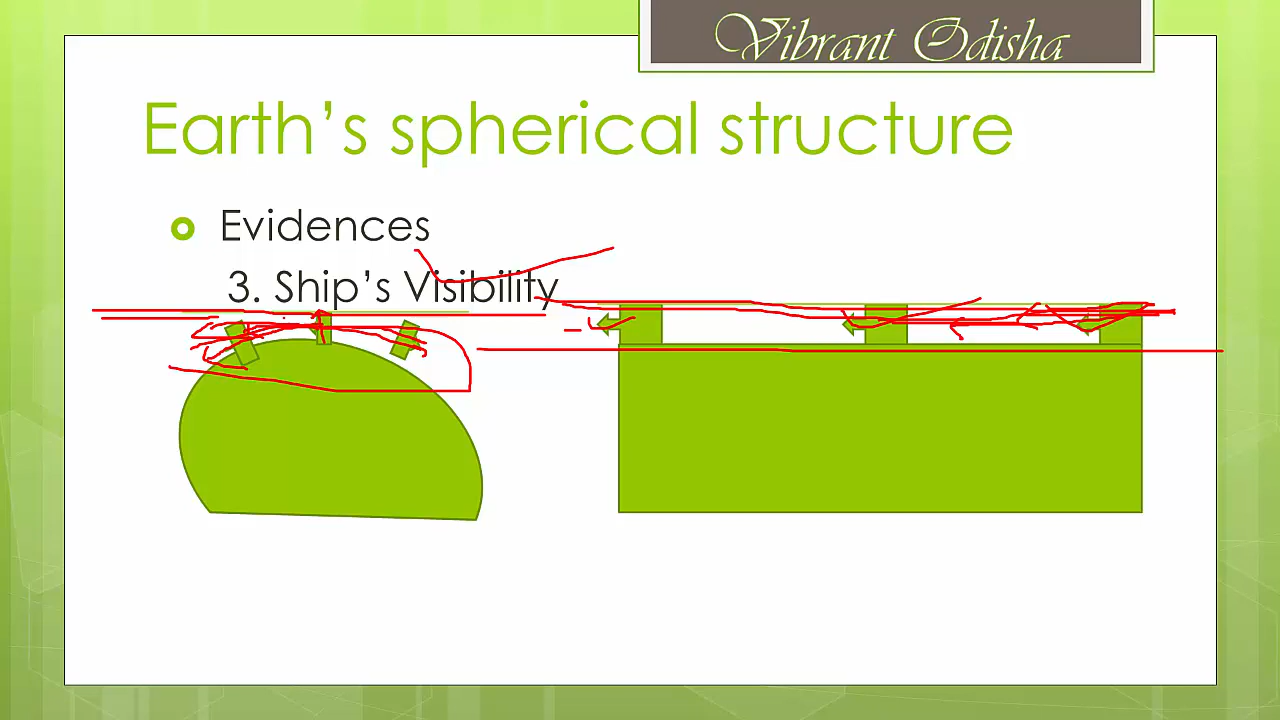 Vibrant Odisha
Earth's spherical structure
Evidences
3. Ship's Visibility